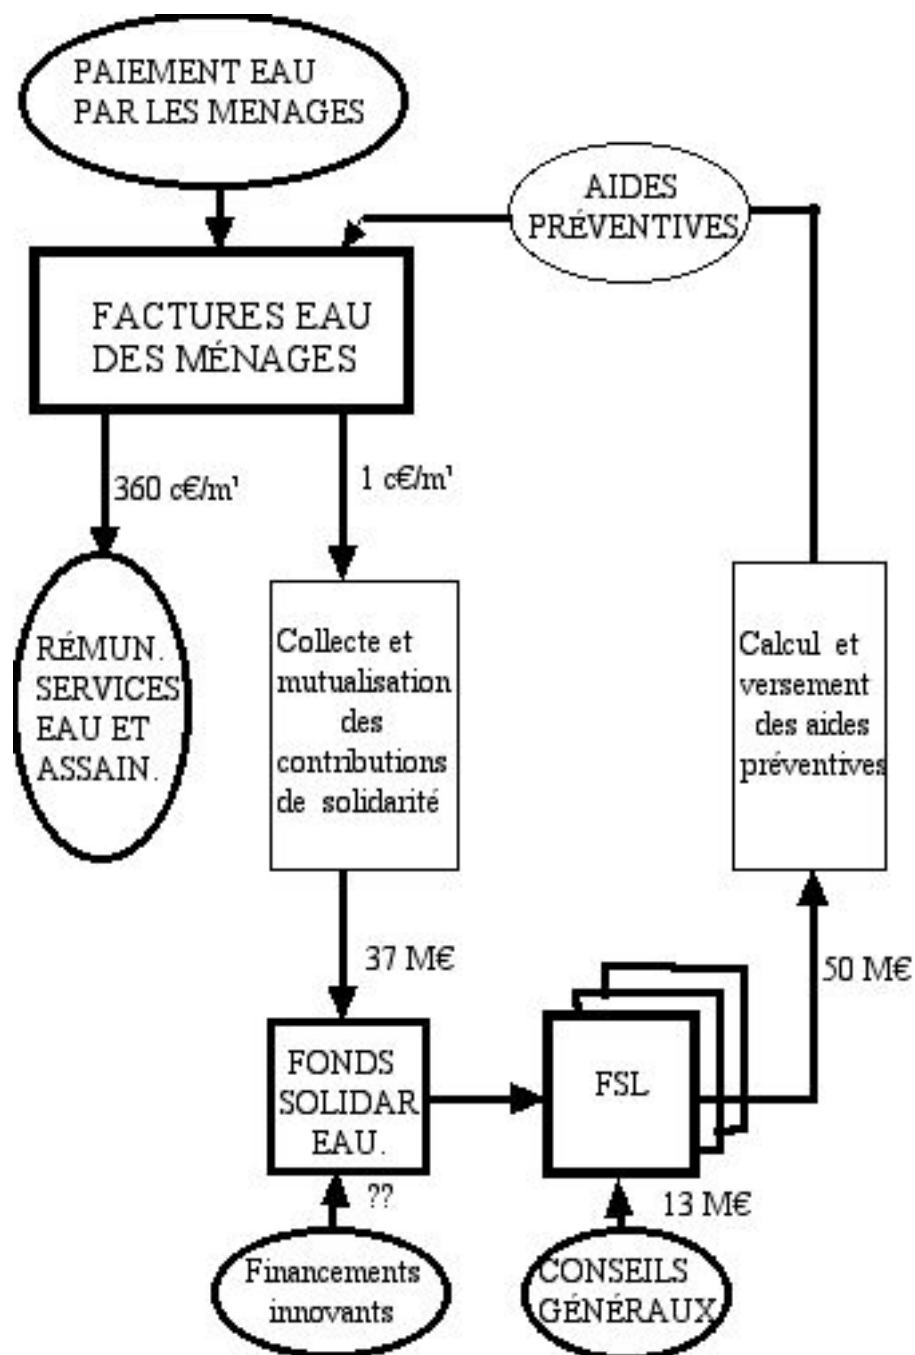 PAIEMENT EAU
PAR LES MENAGES
AIDES
PRÉVENTIVES
FACTURES EAU
DES MÉNAGES
360 c€/m³
1 c€/m³
RÉMUN.
SERVICES
EAU ET
ASSAIN.
Collecte et
mutualisation
des
contributions
de solidarité
Calcul et
versement
des aides
préventives
37 M€
50 M€
FONDS
SOLIDAR
EAU.
FSL
??
13 M€
Financements
innovants
CONSEILS
GÉNÉRAUX